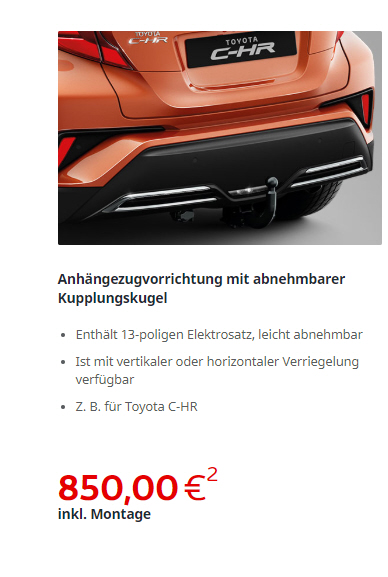 TOYOTA
C-HR
TOYOTA
C-HR
Anhängezugvorrichtung mit abnehmbarer
Kupplungskugel
• Enthält 13-poligen Elektrosatz, leicht abnehmbar
• Ist mit vertikaler oder horizontaler Verriegelung
verfügbar
• Z. B. für Toyota C-HR
850,00 €2
inkl. Montage